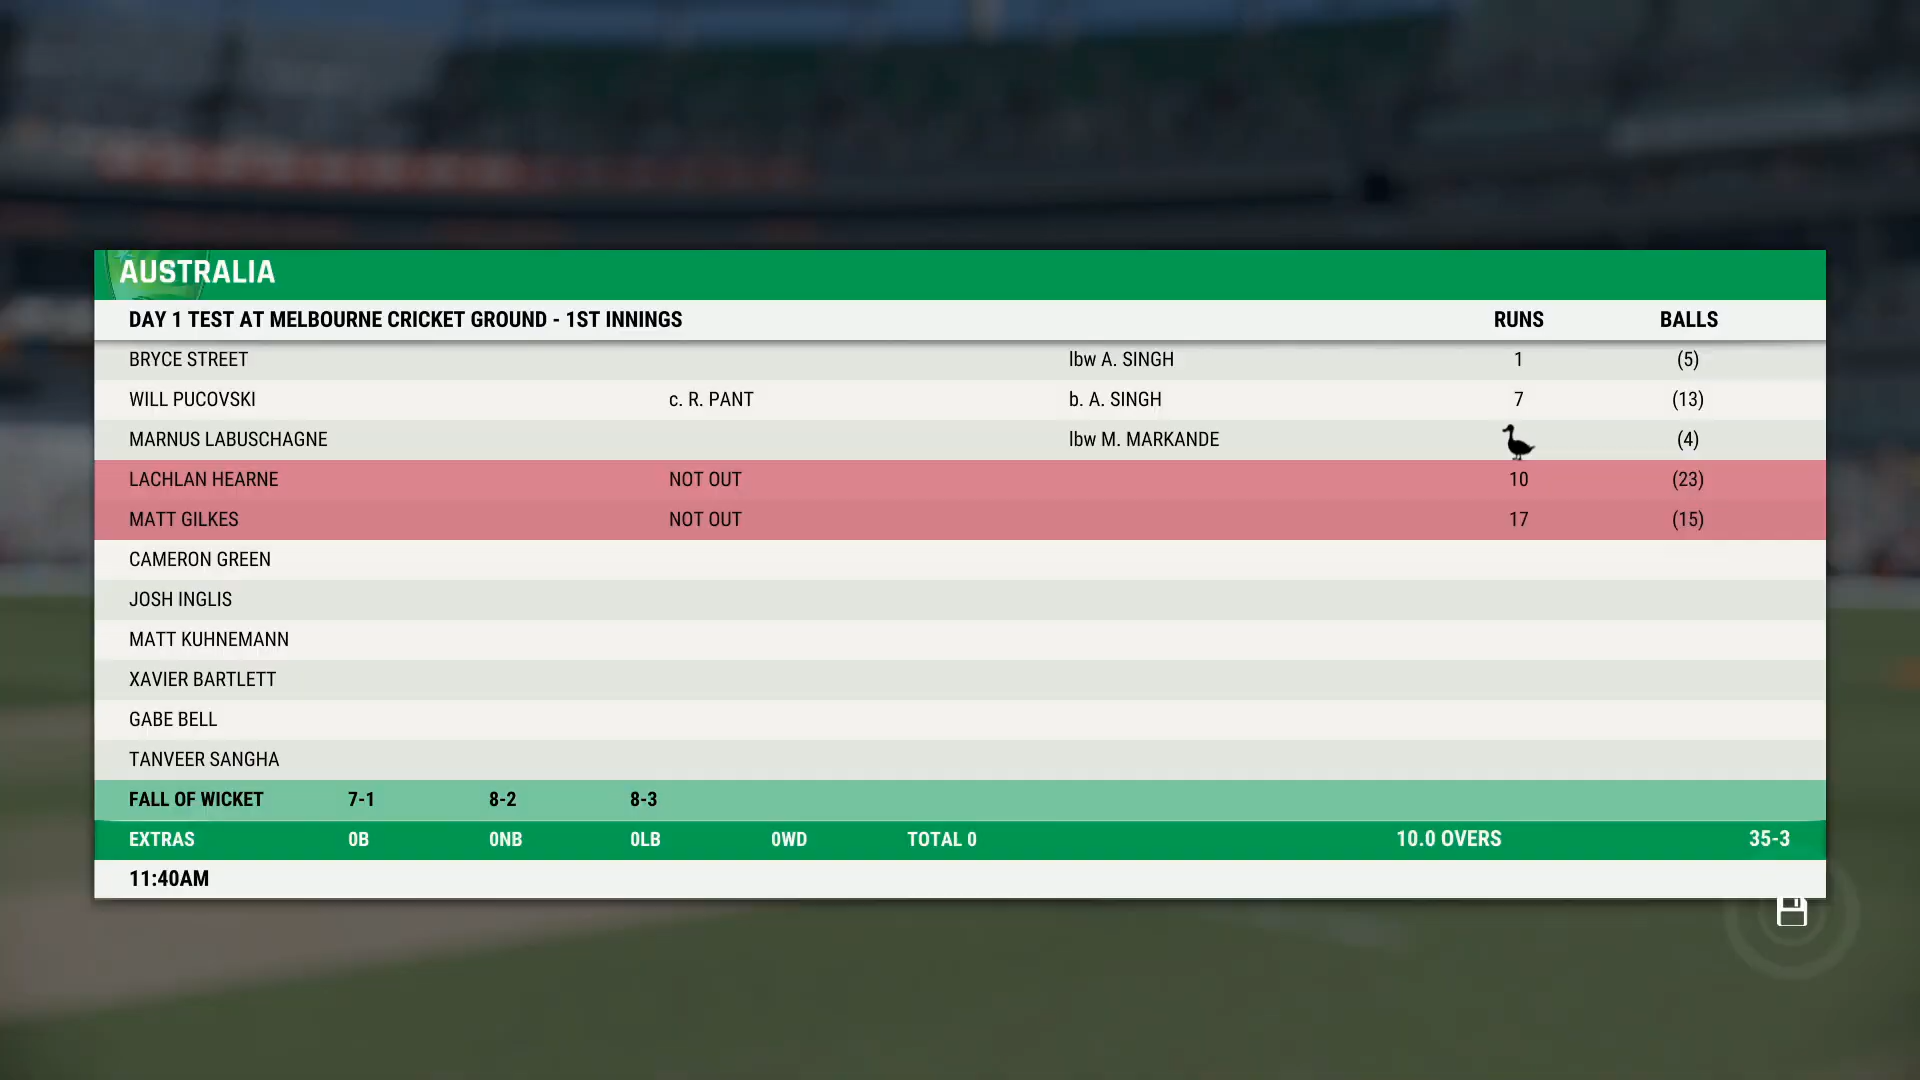 AUSTRALIA
DAY 1 TEST AT MELBOURNE CRICKET GROUND - 1ST INNINGS RUNS BALLS
BRYCE STREET lbw A. SINGH 1 (5)
WILL PUCOVSKI c. R. PANT b. A. SINGH 7 (13)
MARNUS LABUSCHAGNE lbw M. MARKANDE (4)
LACHLAN HEARNE NOT OUT 10 (23)
MATT GILKES NOT OUT 17 (15)
CAMERON GREEN
JOSH INGLIS
MATT KUHNEMANN
XAVIER BARTLETT
GABE BELL
TANVEER SANGHA
FALL OF WICKET 7-1 8-2 8-3
EXTRAS 0B 0NB 0LB 0WD TOTAL 0 10.0 OVERS 35-3
11:40AM